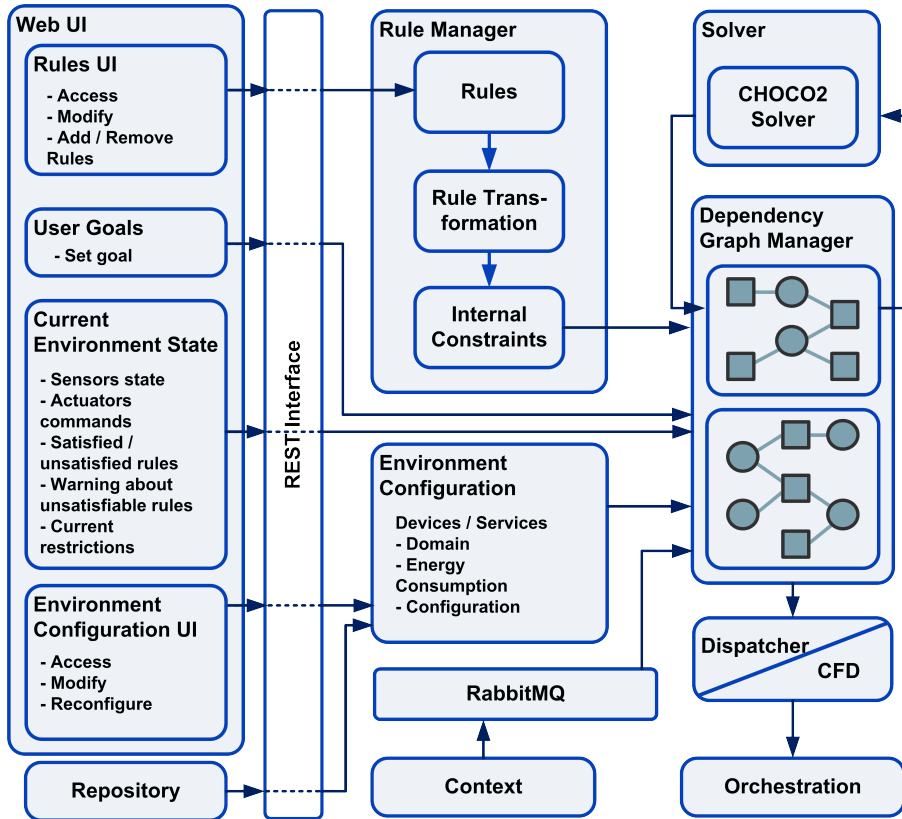 Web UI
Rules UI
- Access
- Modify
- Add / Remove
Rules
User Goals
- Set goal
Current
Environment State
- Sensors state
- Actuators
commands
- Satisfied /
unsatisfied rules
- Warning about
unsatisfiable rules
- Current
restrictions
Environment
Configuration UI
- Access
- Modify
- Reconfigure
Repository
REST Interface
Rule Manager
Rules
Rule Trans-
formation
Internal
Constraints
Environment
Configuration
Devices / Services
- Domain
- Energy
Consumption
- Configuration
RabbitMQ
Context
Solver
CHOCO2
Solver
Dependency
Graph Manager
Dispatcher
CFD
Orchestration